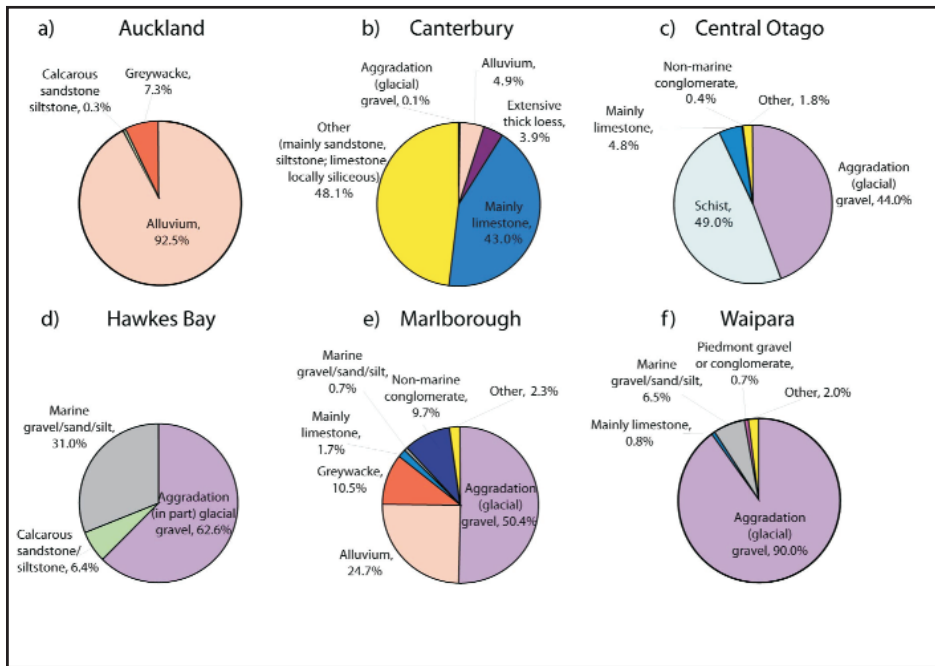 a) Auckland
Calcarous
sandstone
siltstone, 0.3%
Greywacke,
7.3%
Alluvium,
92.5%
b) Canterbury
Aggradation
(glacial)
gravel, 0.1%
Alluvium,
4.9%
Extensive
thick loess,
3.9%
Other
(mainly sandstone,
siltstone; limestone
locally siliceous)
48.1%
Mainly
limestone,
43.0%
c) Central Otago
Non-marine
conglomerate,
0.4%
Other, 1.8%
Mainly
limestone,
4.8%
Schist,
49.0%
Aggradation
(glacial)
gravel, 44.0%
d) Hawkes Bay
Marine
gravel/sand/silt,
31.0%
Aggradation
(in part) glacial
gravel, 62.6%
Calcarous
sandstone/
siltstone, 6.4%
e) Marlborough
Marine
gravel/sand/silt,
0.7%
Non-marine
conglomerate,
9.7%
Other, 2.3%
Mainly
limestone,
1.7%
Greywacke,
10.5%
Aggradation
(glacial)
gravel, 50.4%
Alluvium,
24.7%
f) Waipara
Piedmont gravel
or conglomerate,
0.7%
Marine
gravel/sand/silt,
6.5%
Other, 2.0%
Mainly limestone,
0.8%
Aggradation
(glacial)
gravel, 90.0%